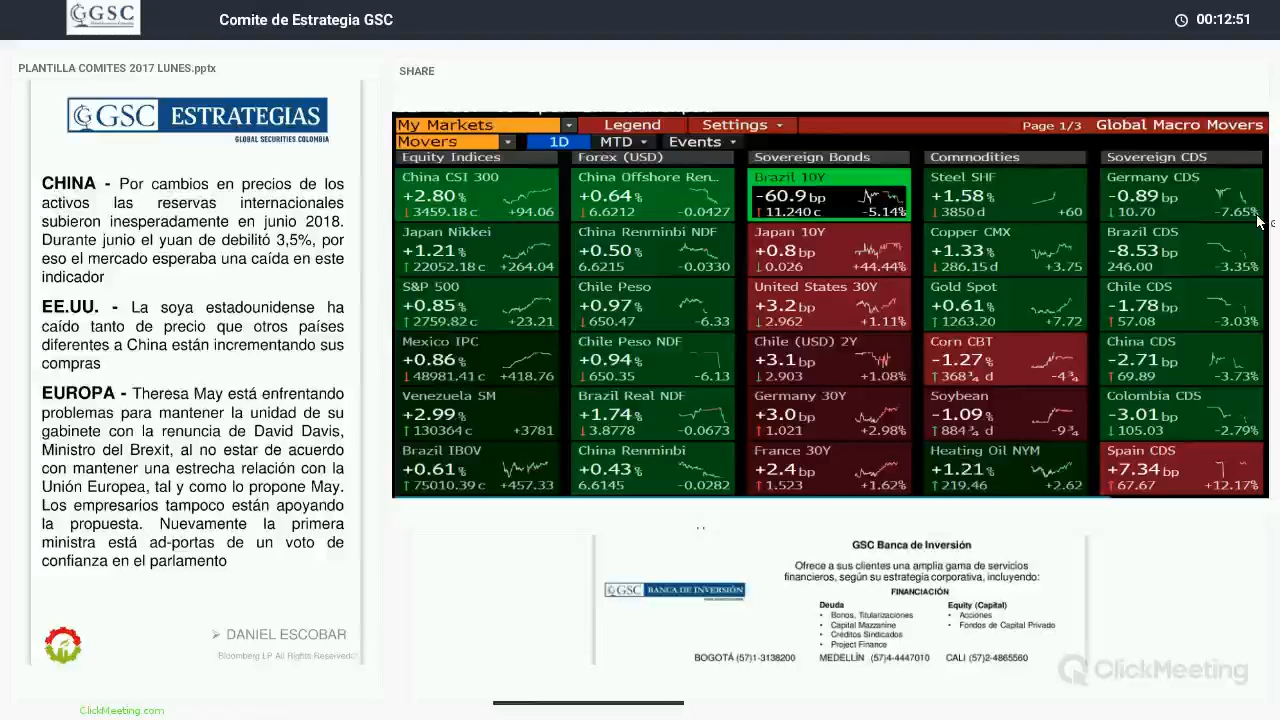 GSC
Comite de Estrategia GSC
00:12:51
PLANTILLA COMITES 2017 LUNES.pptx
GSC ESTRATEGIAS
GLOBAL SECURITIES COLOMBIA
CHINA - Por cambios en precios de los
activos las reservas internacionales
subieron inesperadamente en junio 2018.
Durante junio el yuan de debilitó 3,5%, por
eso el mercado esperaba una caída en este
indicador
EE.UU. - La soya estadounidense ha
caído tanto de precio que otros países
diferentes a China están incrementando sus
compras
EUROPA - Theresa May está enfrentando
problemas para mantener la unidad de su
gabinete con la renuncia de David Davis,
Ministro del Brexit, al no estar de acuerdo
con mantener una estrecha relación con la
Unión Europea, tal y como lo propone May.
Los empresarios tampoco están apoyando
la propuesta. Nuevamente la primera
ministra está ad-portas de un voto de
confianza en el parlamento
DANIEL ESCOBAR
Bloomberg LP All Rights Reserved©
ClickMeeting.com
SHARE
My Markets Legend Settings Page 1/3 Global Macro Movers
Movers 1D MTD Events
Equity Indices Forex (USD) Sovereign Bonds Commodities Sovereign CDS
China CSI 300 China Offshore Ren... Brazil 10Y Steel SHF Germany CDS
+2.80% +0.64% -60.9bp +1.58% -0.89bp
↓3459.18c +94.06 ↓6.6212 -0.0427 ↑11.240c -5.14% ↓3850d +60 ↓10.70 -7.65%
Japan Nikkei China Renminbi NDF Japan 10Y Copper CMX Brazil CDS
+1.21% +0.50% +0.8bp +1.33% -8.53bp
↑22052.18c +264.04 6.6215 -0.0330 ↓0.026 +44.44% ↓286.15d +3.75 246.00 -3.35%
S&P 500 Chile Peso United States 30Y Gold Spot Chile CDS
+0.85% +0.97% +3.2bp +0.61% -1.78bp
↑2759.82c +23.21 ↓650.47 -6.33 ↑2.962 +1.11% ↑1263.20 +7.72 ↑57.08 -3.03%
Mexico IPC Chile Peso NDF Chile (USD) 2Y Corn CBT China CDS
+0.86% +0.94% +3.1bp -1.27% -2.71bp
↓48981.41c +418.76 ↓650.35 -6.13 ↓2.903 +1.08% ↑368¾ d -4¾ ↑69.89 -3.73%
Venezuela SM Brazil Real NDF Germany 30Y Soybean Colombia CDS
+2.99% +1.74% +3.0bp -1.09% -3.01bp
↑130364c +3781 ↓3.8778 -0.0673 ↑1.021 +2.98% ↑884¾ d -9¾ ↓105.03 -2.79%
Brazil IBOV China Renminbi France 30Y Heating Oil NYM Spain CDS
+0.61% +0.43% +2.4bp +1.21% +7.34bp
↑75010.39c +457.33 6.6145 -0.0282 ↑1.523 +1.62% ↑219.46 +2.62 ↑67.67 +12.17%
GSC BANCA DE INVERSIÓN
GSC Banca de Inversión
Ofrece a sus clientes una amplia gama de servicios
financieros, según su estrategia corporativa, incluyendo:
FINANCIACIÓN
Deuda Equity (Capital)
• Bonos, Titularizaciones • Acciones
• Capital Mazzanine • Fondos de Capital Privado
• Créditos Sindicados
• Project Finance
BOGOTÁ (57)1-3138200 MEDELLÍN (57)4-4447010 CALI (57)2-4865560
ClickMeeting